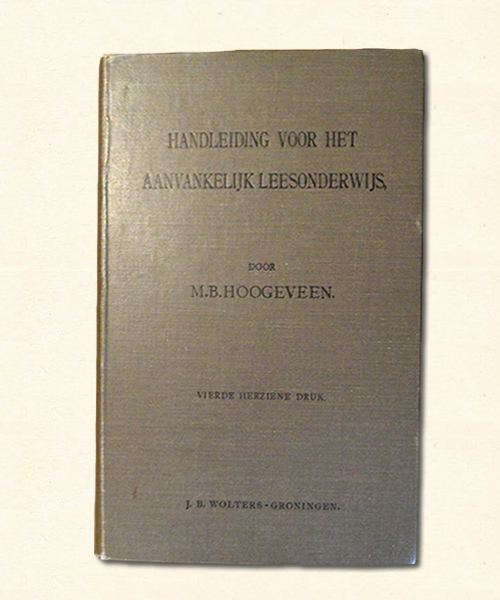 HANDLEIDING VOOR HET
AANVANKELIJK LEESONDERWIJS,
DOOR
M.B.HOOGEVEEN.
VIERDE HERZIENE DRUK.
J. B. WOLTERS-GRONINGEN.